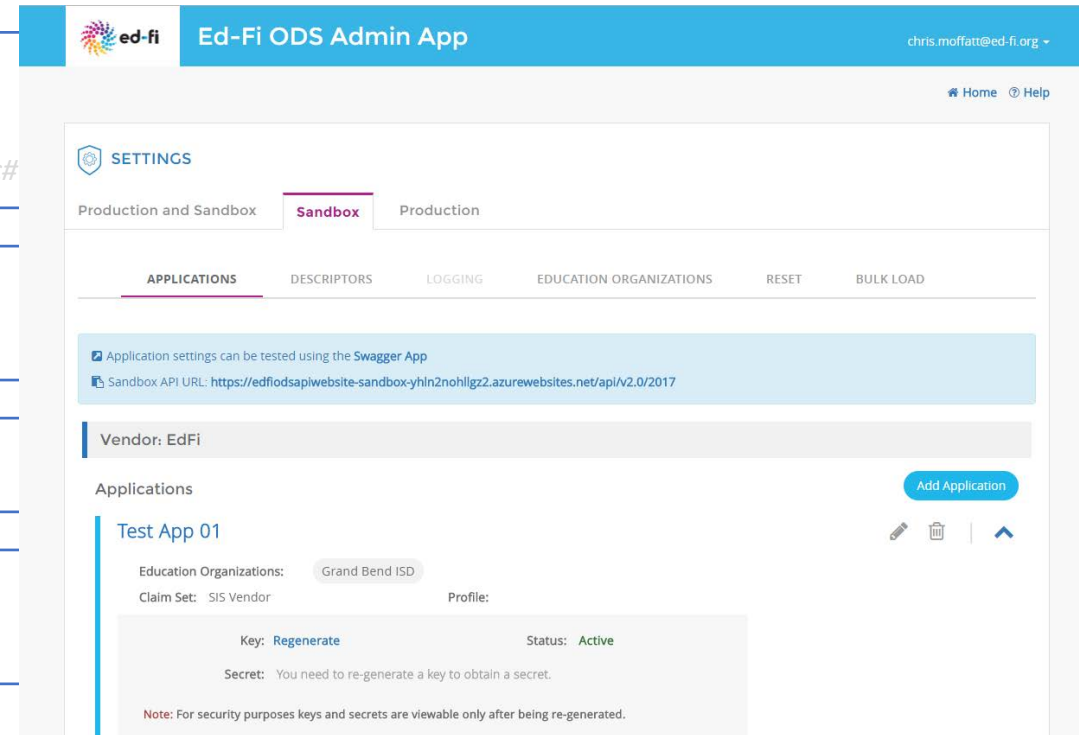 ed-fi Ed-Fi ODS Admin App chris.moffatt@ed-fi.org
Home Help
#
SETTINGS
Production and Sandbox Sandbox Production
APPLICATIONS DESCRIPTORS LOGGING EDUCATION ORGANIZATIONS RESET BULK LOAD
Application settings can be tested using the Swagger App
Sandbox API URL: https://edfiodsapiwebsite-sandbox-yhln2nohllgz2.azurewebsites.net/api/v2.0/2017
Vendor: EdFi
Applications Add Application
Test App 01
Education Organizations: Grand Bend ISD
Claim Set: SIS Vendor Profile:
Key: Regenerate Status: Active
Secret: You need to re-generate a key to obtain a secret.
Note: For security purposes keys and secrets are viewable only after being re-generated.